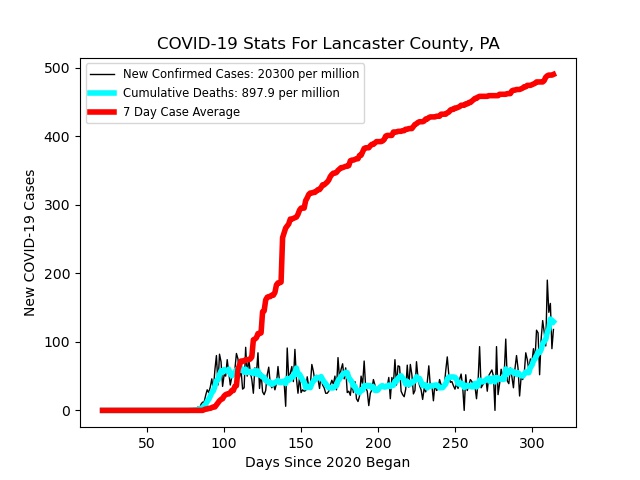 COVID-19 Stats For Lancaster County, PA
New Confirmed Cases: 20300 per million
Cumulative Deaths: 897.9 per million
7 Day Case Average
New COVID-19 Cases
500
400
300
200
100
0
50 100 150 200 250 300
Days Since 2020 Began